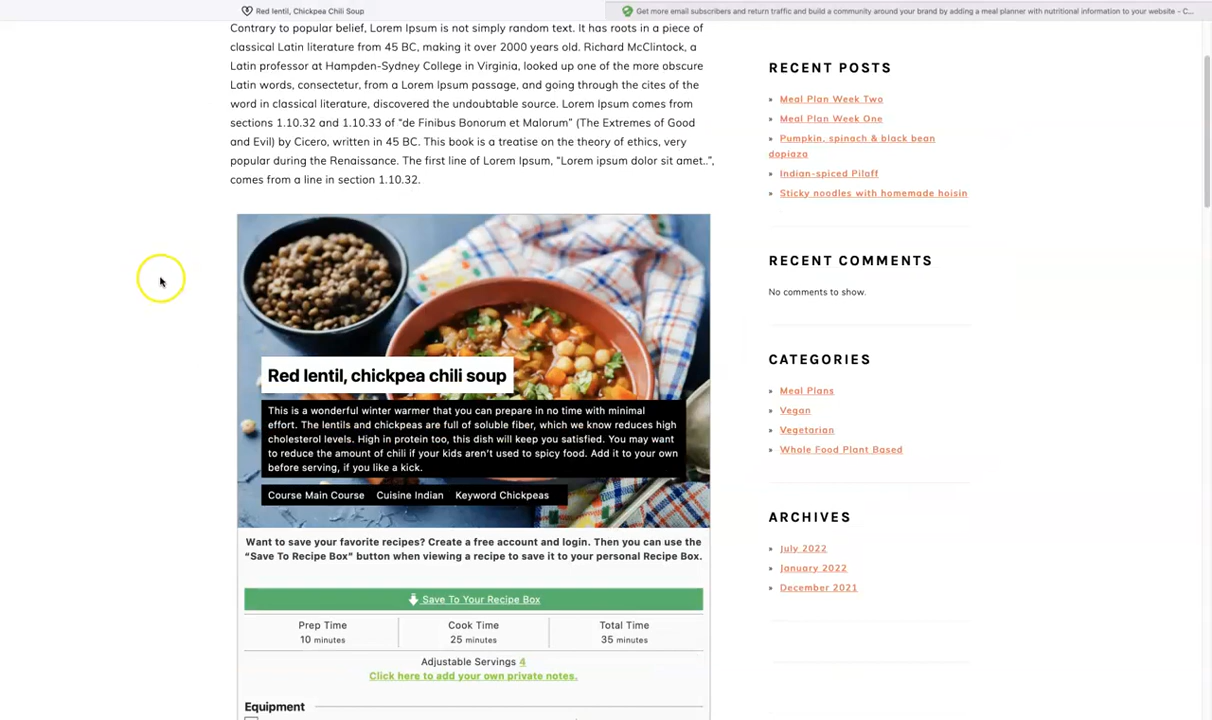 Red lentil, Chickpea Chili Soup
Get more email subscribers and return traffic and build a community around your brand by adding a meal planner with nutritional information to your website - C...
Contrary to popular belief, Lorem Ipsum is not simply random text. It has roots in a piece of
classical Latin literature from 45 BC, making it over 2000 years old. Richard McClintock, a
Latin professor at Hampden-Sydney College in Virginia, looked up one of the more obscure
Latin words, consectetur, from a Lorem Ipsum passage, and going through the cites of the
word in classical literature, discovered the undoubtable source. Lorem Ipsum comes from
sections 1.10.32 and 1.10.33 of “de Finibus Bonorum et Malorum” (The Extremes of Good
and Evil) by Cicero, written in 45 BC. This book is a treatise on the theory of ethics, very
popular during the Renaissance. The first line of Lorem Ipsum, “Lorem ipsum dolor sit amet..”,
comes from a line in section 1.10.32.
Red lentil, chickpea chili soup
This is a wonderful winter warmer that you can prepare in no time with minimal
effort. The lentils and chickpeas are full of soluble fiber, which we know reduces high
cholesterol levels. High in protein too, this dish will keep you satisfied. You may want
to reduce the amount of chili if your kids aren’t used to spicy food. Add it to your own
before serving, if you like a kick.
Course Main Course Cuisine Indian Keyword Chickpeas
Want to save your favorite recipes? Create a free account and login. Then you can use the
“Save To Recipe Box” button when viewing a recipe to save it to your personal Recipe Box.
Save To Your Recipe Box
Prep Time Cook Time Total Time
10 minutes 25 minutes 35 minutes
Adjustable Servings 4
Click here to add your own private notes.
Equipment
RECENT POSTS
» Meal Plan Week Two
» Meal Plan Week One
» Pumpkin, spinach & black bean
dopiaza
» Indian-spiced Pilaff
» Sticky noodles with homemade hoisin
RECENT COMMENTS
No comments to show.
CATEGORIES
» Meal Plans
» Vegan
» Vegetarian
» Whole Food Plant Based
ARCHIVES
» July 2022
» January 2022
» December 2021